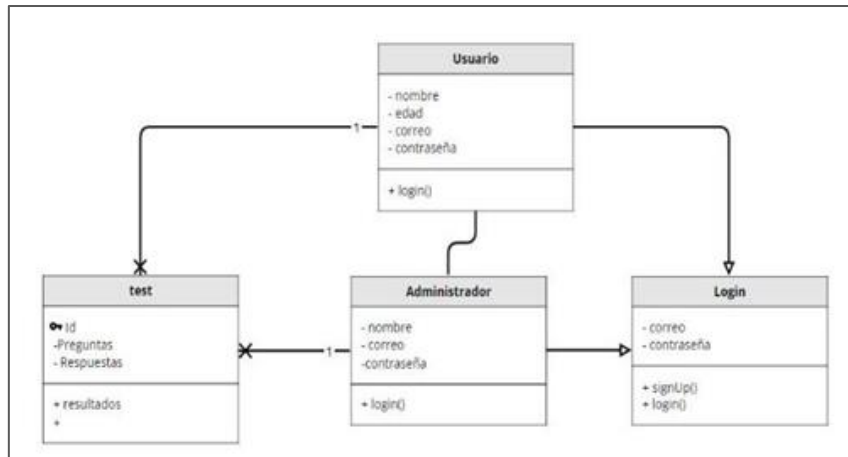 Usuario
- nombre
- edad
- correo
- contraseña
+ login()
1
test
Id
-Preguntas
- Respuestas
+ resultados
+
1
Administrador
- nombre
- correo
-contraseña
+ login()
Login
- correo
- contraseña
+ signUp()
+ login()